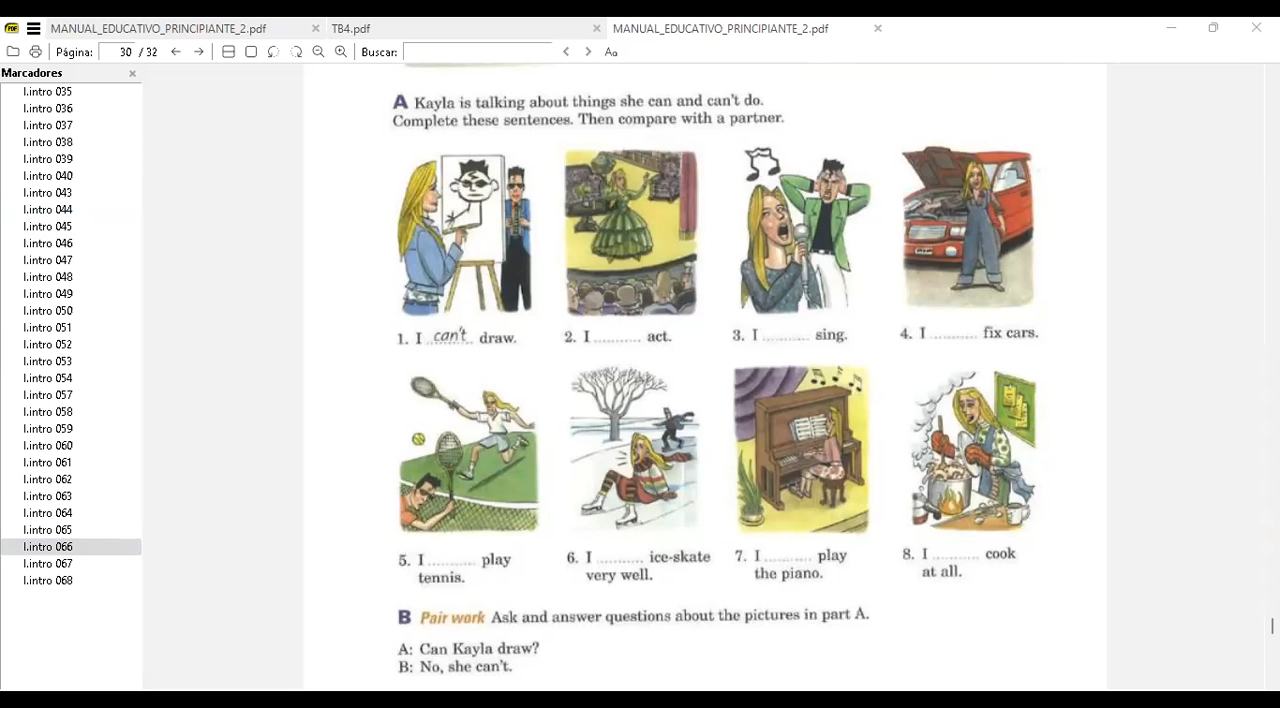 MANUAL_EDUCATIVO_PRINCIPIANTE_2.pdf
TB4.pdf
MANUAL_EDUCATIVO_PRINCIPIANTE_2.pdf
Página: 30 / 32
Buscar:
Aa
Marcadores
I.intro 035
I.intro 036
I.intro 037
I.intro 038
I.intro 039
I.intro 040
I.intro 043
I.intro 044
I.intro 045
I.intro 046
I.intro 047
I.intro 048
I.intro 049
I.intro 050
I.intro 051
I.intro 052
I.intro 053
I.intro 054
I.intro 057
I.intro 058
I.intro 059
I.intro 060
I.intro 061
I.intro 062
I.intro 063
I.intro 064
I.intro 065
I.intro 066
I.intro 067
I.intro 068
A Kayla is talking about things she can and can't do.
Complete these sentences. Then compare with a partner.
1. I can't draw.
2. I .......... act.
3. I .......... sing.
4. I .......... fix cars.
5. I .......... play
tennis.
6. I .......... ice-skate
very well.
7. I .......... play
the piano.
8. I .......... cook
at all.
B Pair work Ask and answer questions about the pictures in part A.
A: Can Kayla draw?
B: No, she can't.